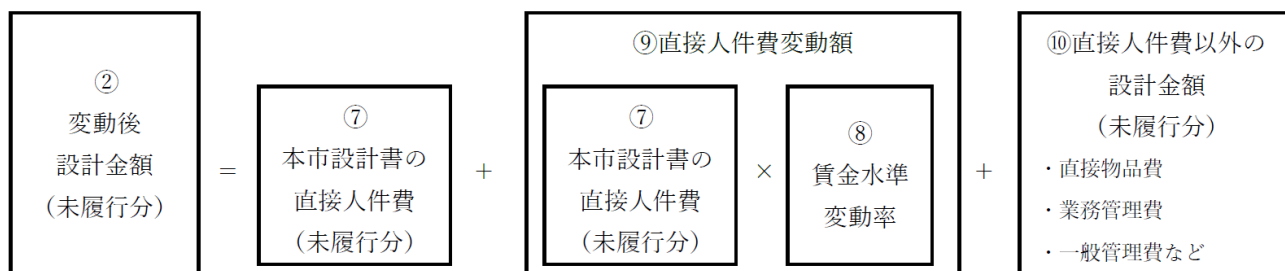 ②
変動後
設計金額
（未履行分）
＝
⑦
本市設計書の
直接人件費
（未履行分）
＋
⑨直接人件費変動額
⑦
本市設計書の
直接人件費
（未履行分）
×
⑧
賃金水準
変動率
＋
⑩直接人件費以外の
設計金額
（未履行分）
・直接物品費
・業務管理費
・一般管理費など